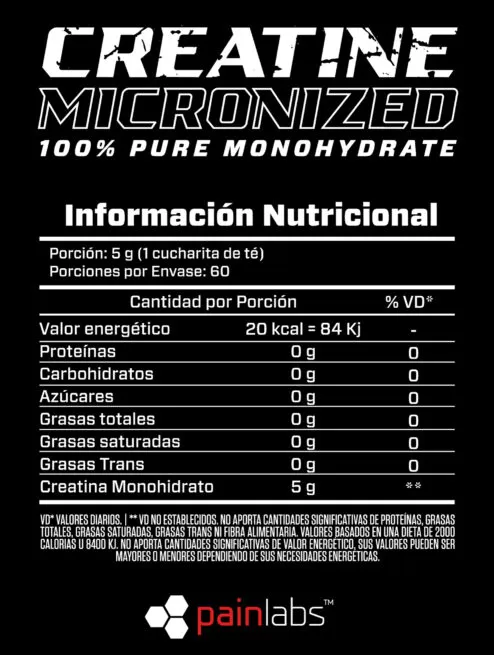 CREATINE
MICRONIZED
100% PURE MONOHYDRATE
Información Nutricional
Porción: 5 g (1 cucharita de té)
Porciones por Envase: 60
Cantidad por Porción % VD*
Valor energético 20 kcal = 84 Kj -
Proteínas 0 g 0
Carbohidratos 0 g 0
Azúcares 0 g 0
Grasas totales 0 g 0
Grasas saturadas 0 g 0
Grasas Trans 0 g 0
Creatina Monohidrato 5 g **
VD* VALORES DIARIOS. | ** VD NO ESTABLECIDOS. NO APORTA CANTIDADES SIGNIFICATIVAS DE PROTEÍNAS, GRASAS
TOTALES, GRASAS SATURADAS, GRASAS TRANS NI FIBRA ALIMENTARIA. VALORES BASADOS EN UNA DIETA DE 2000
CALORÍAS U 8400 KJ. NO APORTA CANTIDADES SIGNIFICATIVAS DE VALOR ENERGÉTICO, SUS VALORES PUEDEN SER
MAYORES O MENORES DEPENDIENDO DE SUS NECESIDADES ENERGÉTICAS.
painlabs™